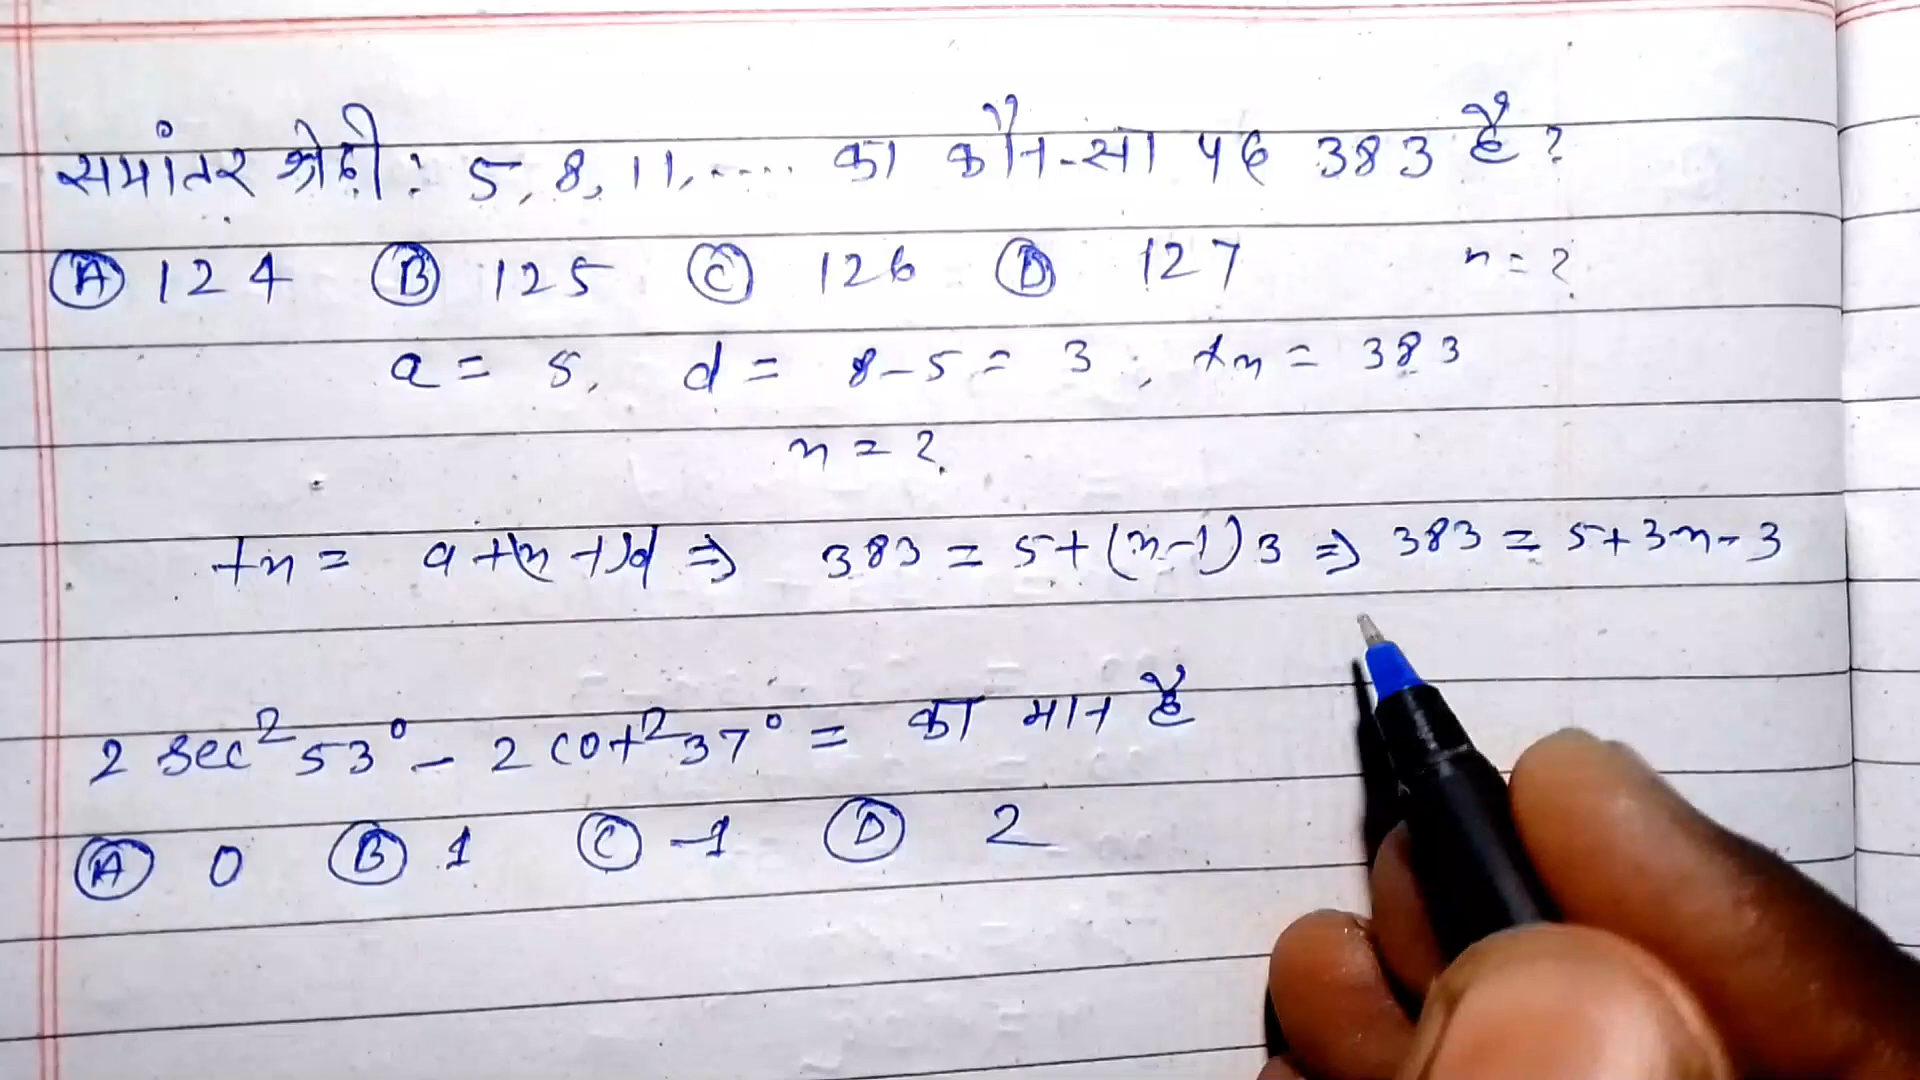 समांतर श्रेढ़ी: 5, 8, 11, .... का कौन-सा पद 383 है?
Ⓐ 124 Ⓑ 125 Ⓒ 126 Ⓓ 127 n = ?
a = 5, d = 8-5 = 3, tn = 383
n = ?
tn = a+(n+1)d ⇒ 383 = 5+(n-1)3 ⇒ 383 = 5+3n-3
2 sec²53° - 2 cot²37° = का मान है
Ⓐ 0 Ⓑ 1 Ⓒ -1 Ⓓ 2